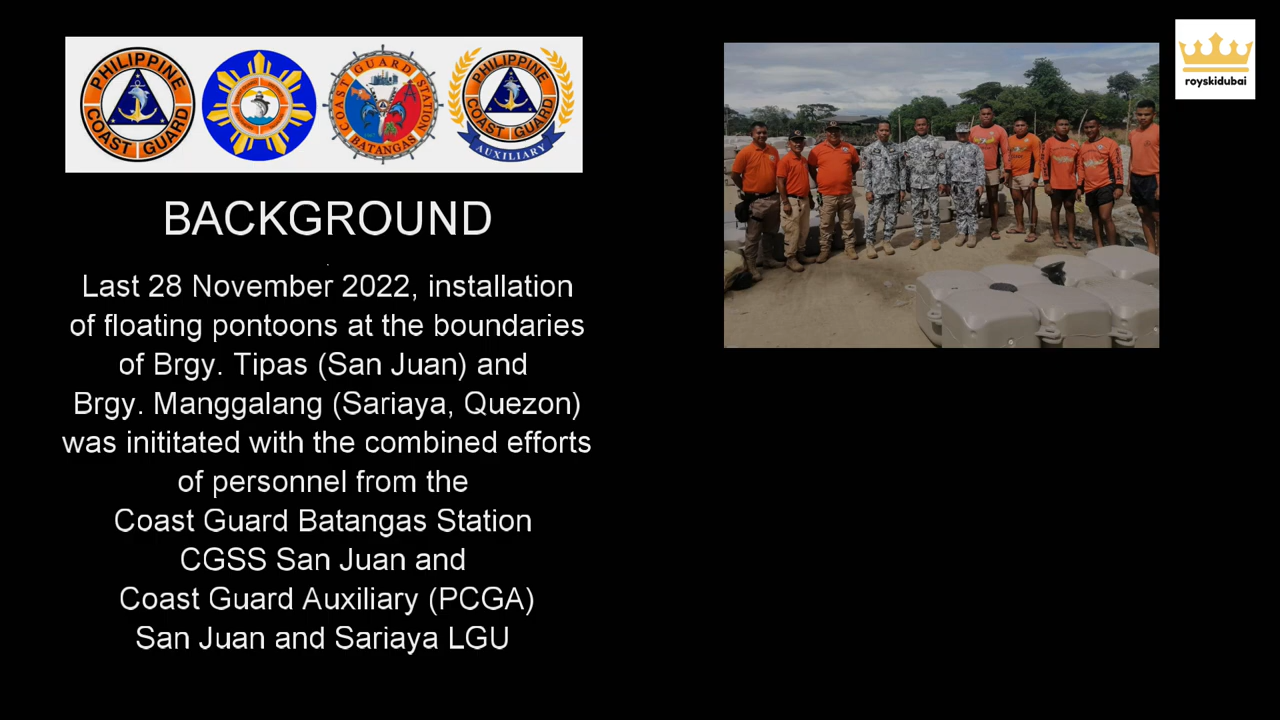 PHILIPPINE
COAST GUARD
COAST GUARD STATION
BATANGAS
PHILIPPINE
COAST GUARD
AUXILIARY
royskidubai
BACKGROUND
Last 28 November 2022, installation
of floating pontoons at the boundaries
of Brgy. Tipas (San Juan) and
Brgy. Manggalang (Sariaya, Quezon)
was inititated with the combined efforts
of personnel from the
Coast Guard Batangas Station
CGSS San Juan and
Coast Guard Auxiliary (PCGA)
San Juan and Sariaya LGU